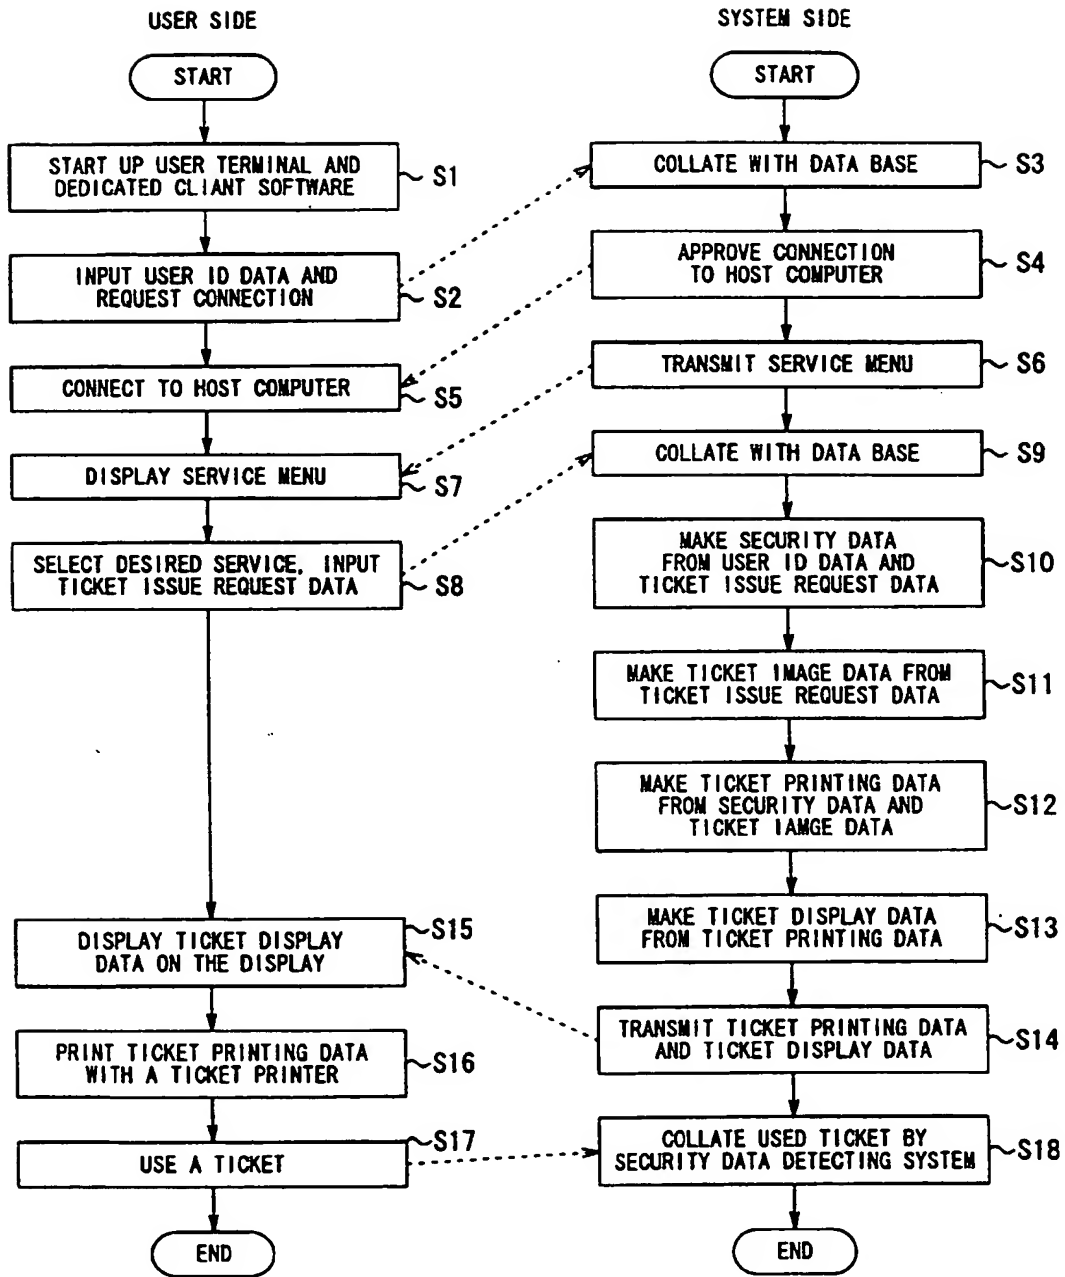 USER SIDE
START
START UP USER TERMINAL AND
DEDICATED CLIANT SOFTWARE
S1
INPUT USER ID DATA AND
REQUEST CONNECTION
S2
CONNECT TO HOST COMPUTER
S5
DISPLAY SERVICE MENU
S7
SELECT DESIRED SERVICE, INPUT
TICKET ISSUE REQUEST DATA
S8
DISPLAY TICKET DISPLAY
DATA ON THE DISPLAY
S15
PRINT TICKET PRINTING DATA
WITH A TICKET PRINTER
S16
USE A TICKET
S17
END
SYSTEM SIDE
START
COLLATE WITH DATA BASE
S3
APPROVE CONNECTION
TO HOST COMPUTER
S4
TRANSMIT SERVICE MENU
S6
COLLATE WITH DATA BASE
S9
MAKE SECURITY DATA
FROM USER ID DATA AND
TICKET ISSUE REQUEST DATA
S10
MAKE TICKET IMAGE DATA FROM
TICKET ISSUE REQUEST DATA
S11
MAKE TICKET PRINTING DATA
FROM SECURITY DATA AND
TICKET IAMGE DATA
S12
MAKE TICKET DISPLAY DATA
FROM TICKET PRINTING DATA
S13
TRANSMIT TICKET PRINTING DATA
AND TICKET DISPLAY DATA
S14
COLLATE USED TICKET BY
SECURITY DATA DETECTING SYSTEM
S18
END